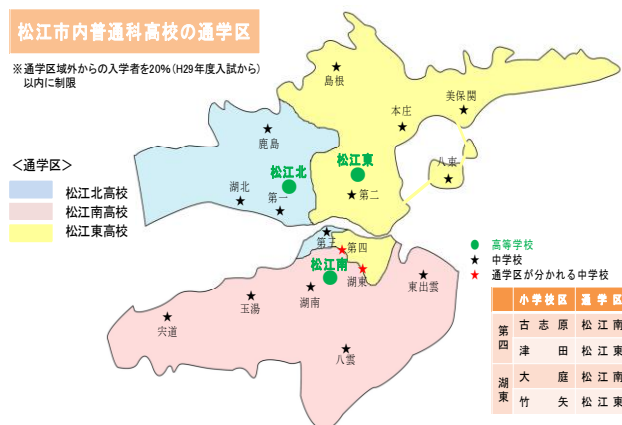 松江市内普通科高校の通学区
※通学区域外からの入学者を20%(H29年度入試から)
以内に制限
島根
美保関
本庄
鹿島
松江北
松江東
八束
<通学区>
松江北高校
松江南高校
松江東高校
湖北
第一
第二
第三
第四
松江南
湖東
湖南
東出雲
玉湯
宍道
八雲
高等学校
中学校
通学区が分かれる中学校
小学校区 通学区
第四 古志原 松江南
津田 松江東
湖東 大庭 松江南
竹矢 松江東